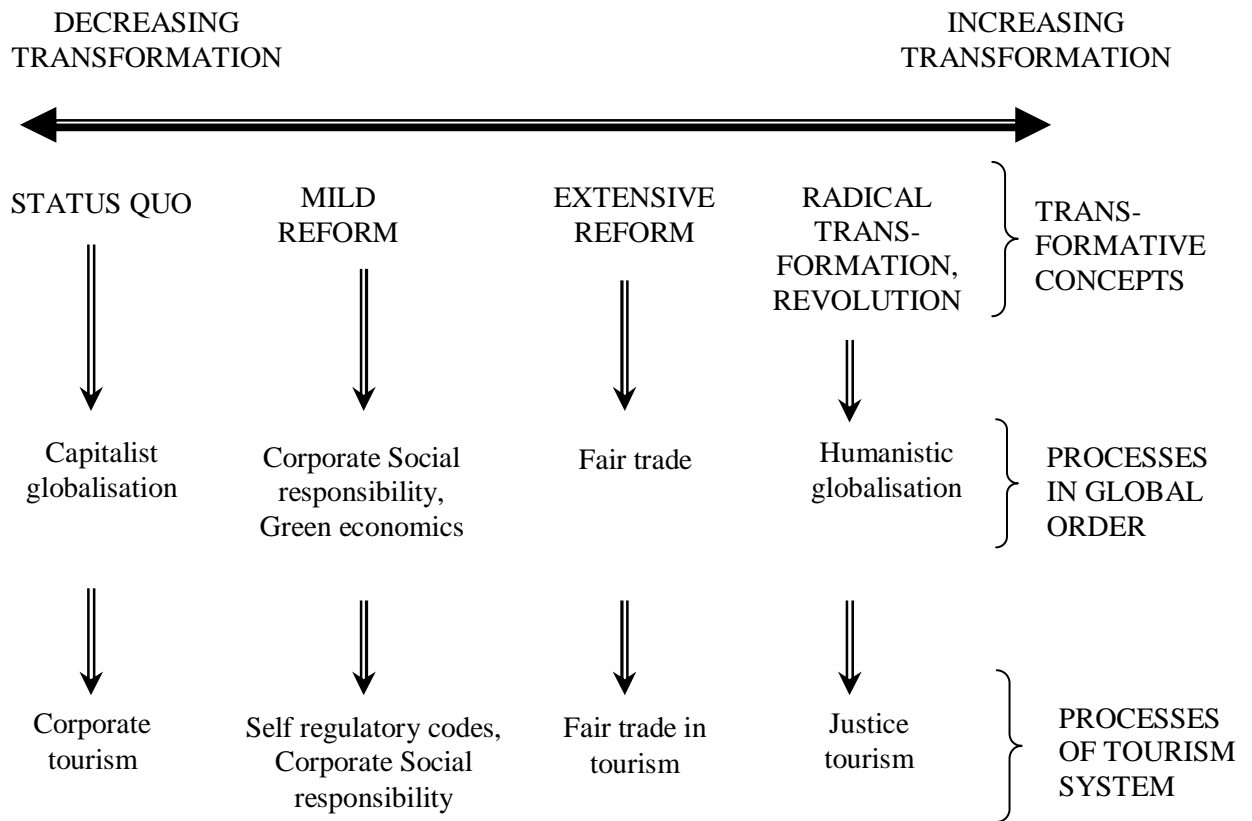 DECREASING
TRANSFORMATION
INCREASING
TRANSFORMATION
STATUS QUO
MILD
REFORM
EXTENSIVE
REFORM
RADICAL
TRANS-
FORMATION,
REVOLUTION
TRANS-
FORMATIVE
CONCEPTS
Capitalist
globalisation
Corporate Social
responsibility,
Green economics
Fair trade
Humanistic
globalisation
PROCESSES
IN GLOBAL
ORDER
Corporate
tourism
Self regulatory codes,
Corporate Social
responsibility
Fair trade in
tourism
Justice
tourism
PROCESSES
OF TOURISM
SYSTEM